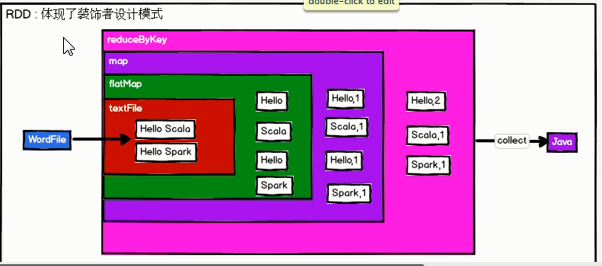 double-click to edit
RDD : 体现了装饰者设计模式
reduceByKey
map
flatMap
textFile
WordFile
Hello Scala
Hello Spark
Hello
Scala
Hello
Spark
Hello,1
Scala,1
Hello,1
Spark,1
Hello,2
Scala,1
Spark,1
collect
Java